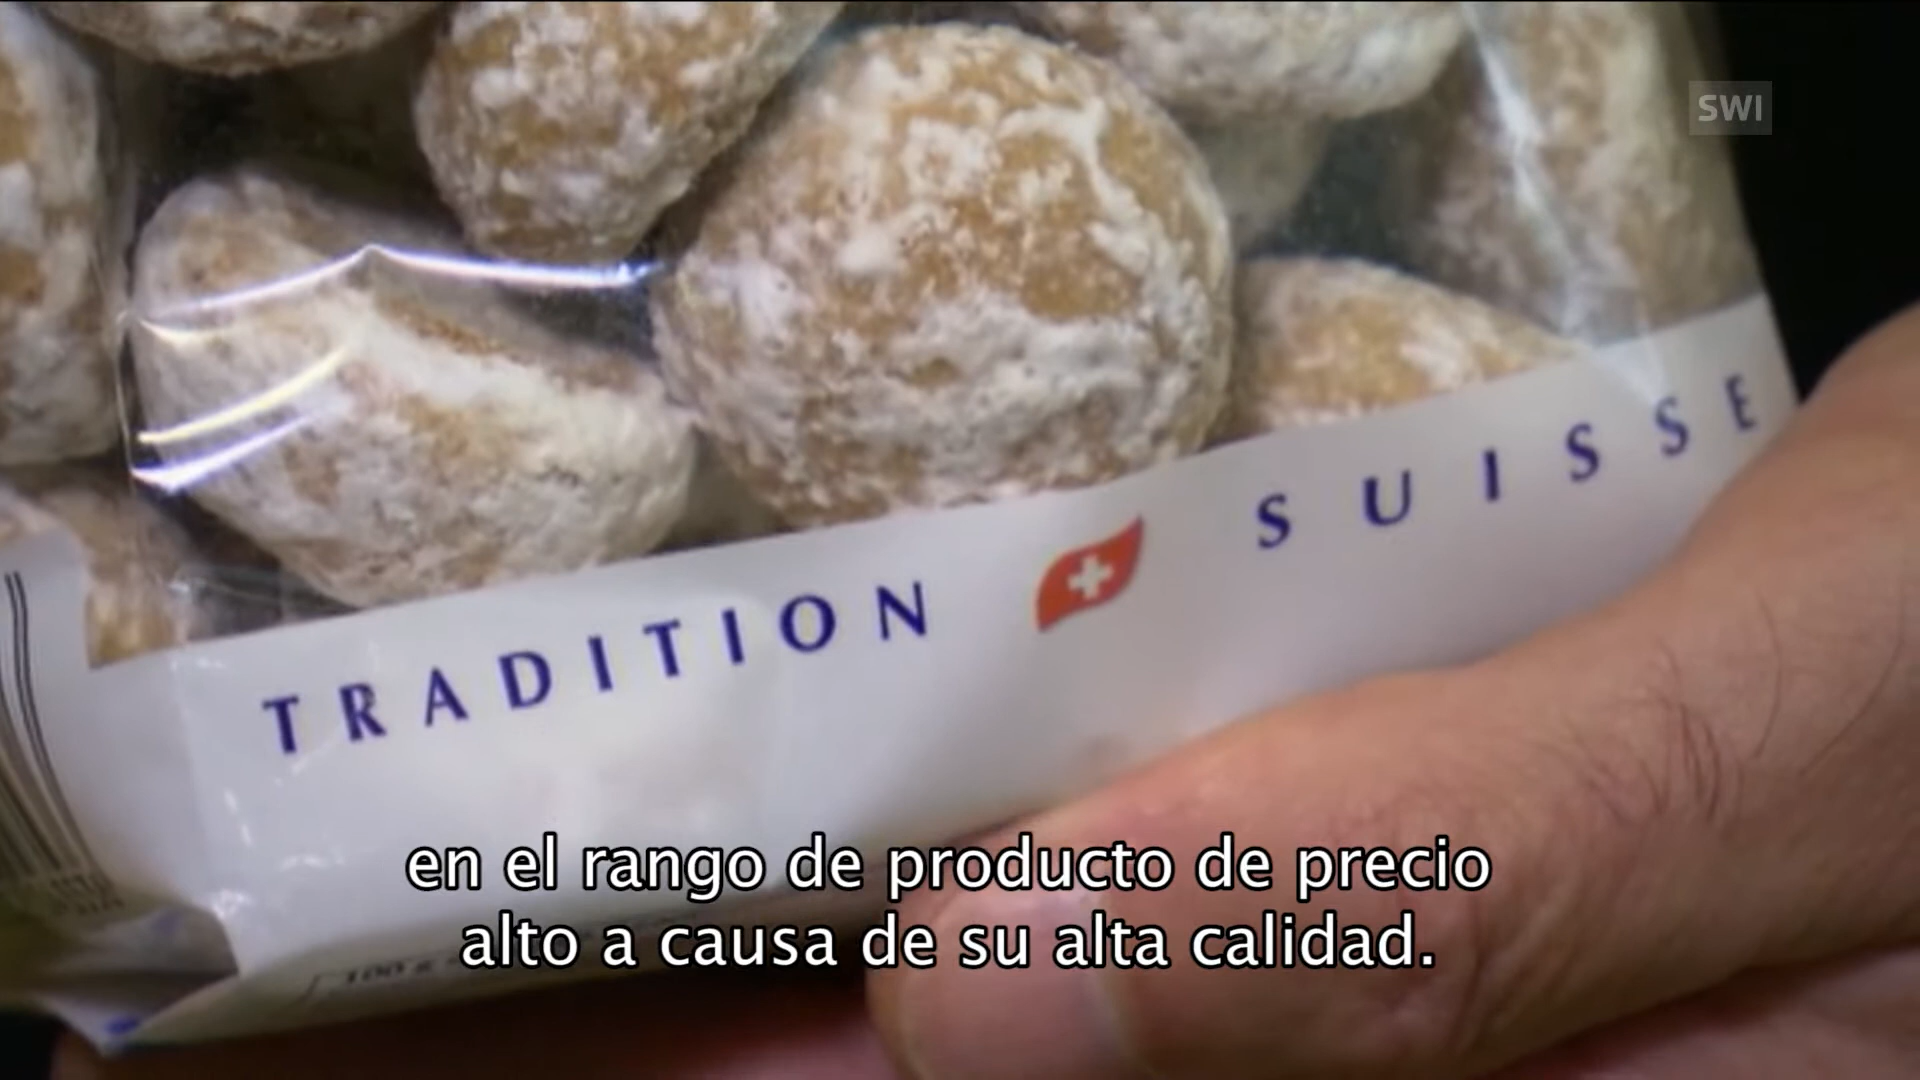 SWI
TRADITION SUISSE
en el rango de producto de precio
alto a causa de su alta calidad.